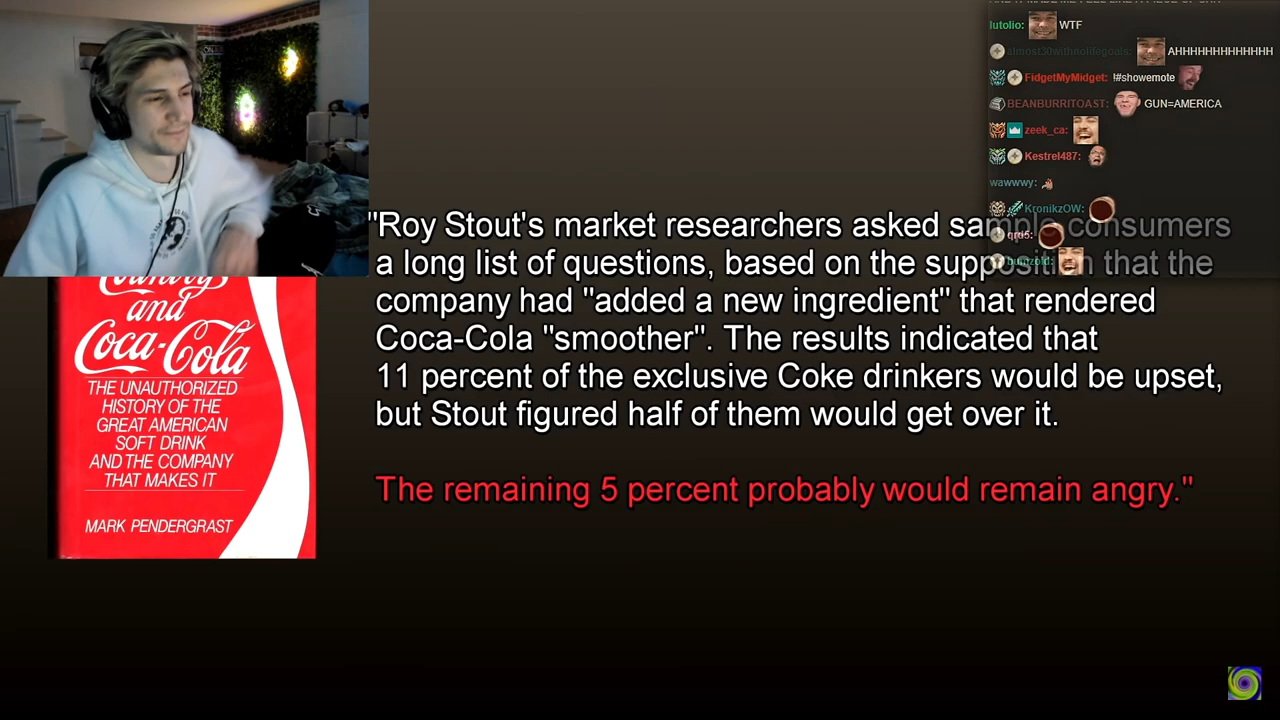 lutolio: WTF
almost30withnolifegoals: AHHHHHHHHHHHHH
FidgetMyMidget: !#showemote
BEANBURRITOAST: GUN=AMERICA
zeek_ca:
Kestrel487:
wawwwy:
KronikzOW:
qrd5:
"Roy Stout's market researchers asked sample consumers
a long list of questions, based on the supposition that the
company had "added a new ingredient" that rendered
Coca-Cola "smoother". The results indicated that
11 percent of the exclusive Coke drinkers would be upset,
but Stout figured half of them would get over it.
The remaining 5 percent probably would remain angry."
Country
and
Coca-Cola
THE UNAUTHORIZED
HISTORY OF THE
GREAT AMERICAN
SOFT DRINK
AND THE COMPANY
THAT MAKES IT
MARK PENDERGRAST